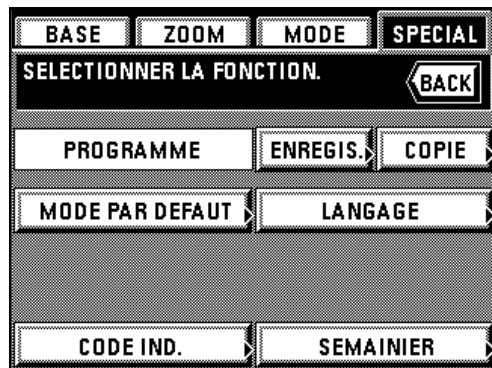 BASE ZOOM MODE SPECIAL
SELECTIONNER LA FONCTION.
BACK
PROGRAMME ENREGIS. COPIE
MODE PAR DEFAUT LANGAGE
CODE IND. SEMAINIER